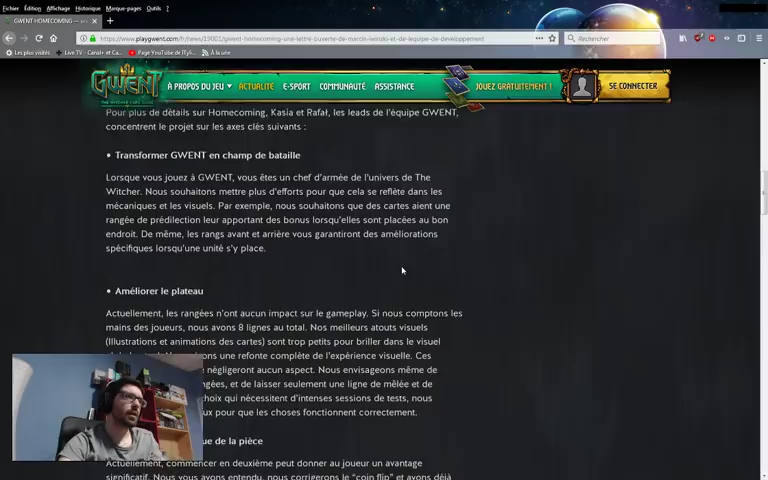 Fichier Édition Affichage Historique Marque-pages Outils ?
GWENT HOMECOMING — 
https://www.playgwent.com/fr/news/19001/gwent-homecoming-une-lettre-ouverte-de-marcin-iwinski-et-de-lequipe-de-developpement
Rechercher
Les plus visités Live TV - Canal+ et Ca... Page YouTube de JTyli... À la une
GWENT
THE WITCHER CARD GAME
À PROPOS DU JEU ACTUALITÉ E-SPORT COMMUNAUTÉ ASSISTANCE JOUEZ GRATUITEMENT ! SE CONNECTER
Pour plus de détails sur Homecoming, Kasia et Rafał, les leads de l'équipe GWENT,
concentrent le projet sur les axes clés suivants :
• Transformer GWENT en champ de bataille
Lorsque vous jouez à GWENT, vous êtes un chef d'armée de l'univers de The
Witcher. Nous souhaitons mettre plus d'efforts pour que cela se reflète dans les
mécaniques et les visuels. Par exemple, nous souhaitons que des cartes aient une
rangée de prédilection leur apportant des bonus lorsqu'elles sont placées au bon
endroit. De même, les rangs avant et arrière vous garantiront des améliorations
spécifiques lorsqu'une unité s'y place.
• Améliorer le plateau
Actuellement, les rangées n'ont aucun impact sur le gameplay. Si nous comptons les
mains des joueurs, nous avons 8 lignes au total. Nos meilleurs atouts visuels
(Illustrations et animations des cartes) sont trop petits pour briller dans le visuel
une refonte complète de l'expérience visuelle. Ces
négligeront aucun aspect. Nous envisageons même de
et de laisser seulement une ligne de mêlée et de
qui nécessitent d'intenses sessions de tests, nous
pour que les choses fonctionnent correctement.
de la pièce
Actuellement, commencer en deuxième peut donner au joueur un avantage
significatif. Nous vous avons entendu, nous corrigerons le "coin flip" et avons déjà